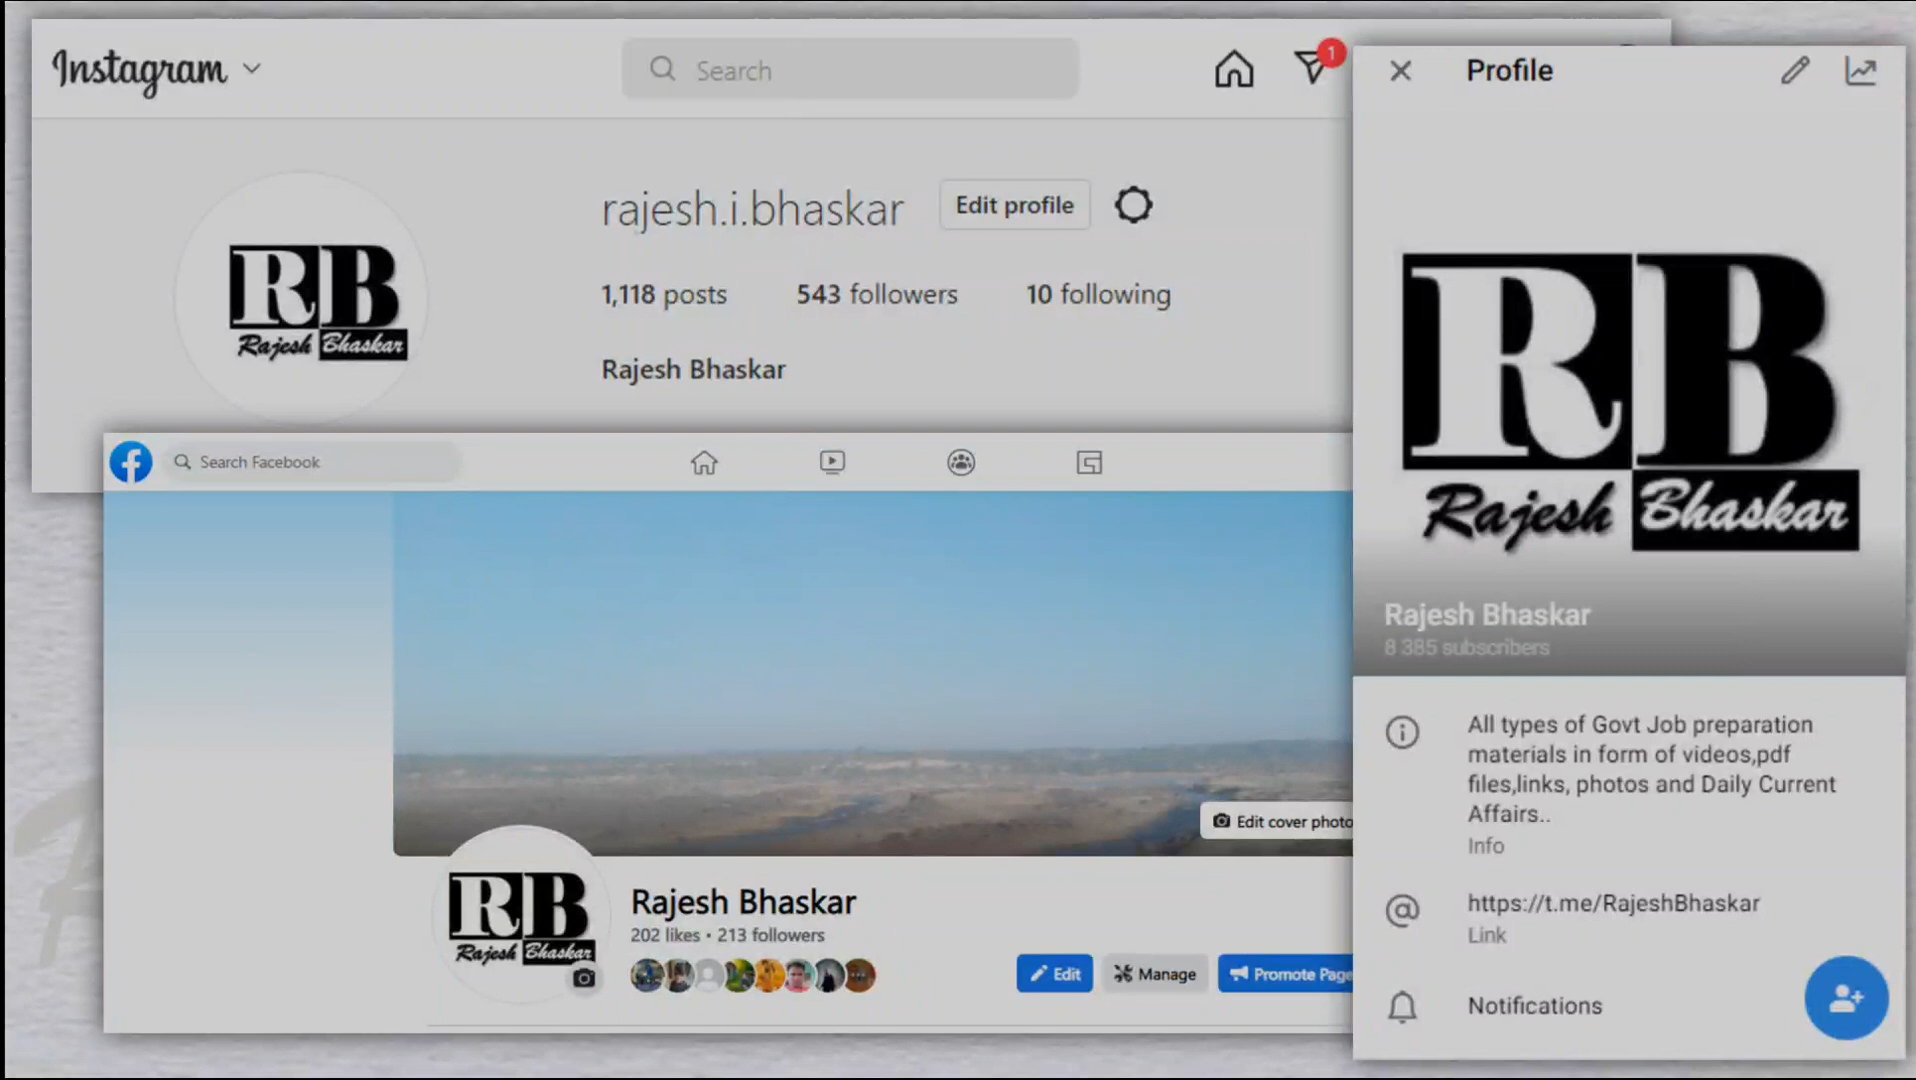 Instagram
Search
1
rajesh.i.bhaskar
Edit profile
1,118 posts
543 followers
10 following
Rajesh Bhaskar
RB
Rajesh Bhaskar
Search Facebook
Edit cover photo
RB
Rajesh Bhaskar
Rajesh Bhaskar
202 likes • 213 followers
Edit
Manage
Promote Page
Profile
RB
Rajesh Bhaskar
Rajesh Bhaskar
8 385 subscribers
All types of Govt Job preparation
materials in form of videos,pdf
files,links, photos and Daily Current
Affairs..
Info
https://t.me/RajeshBhaskar
Link
Notifications